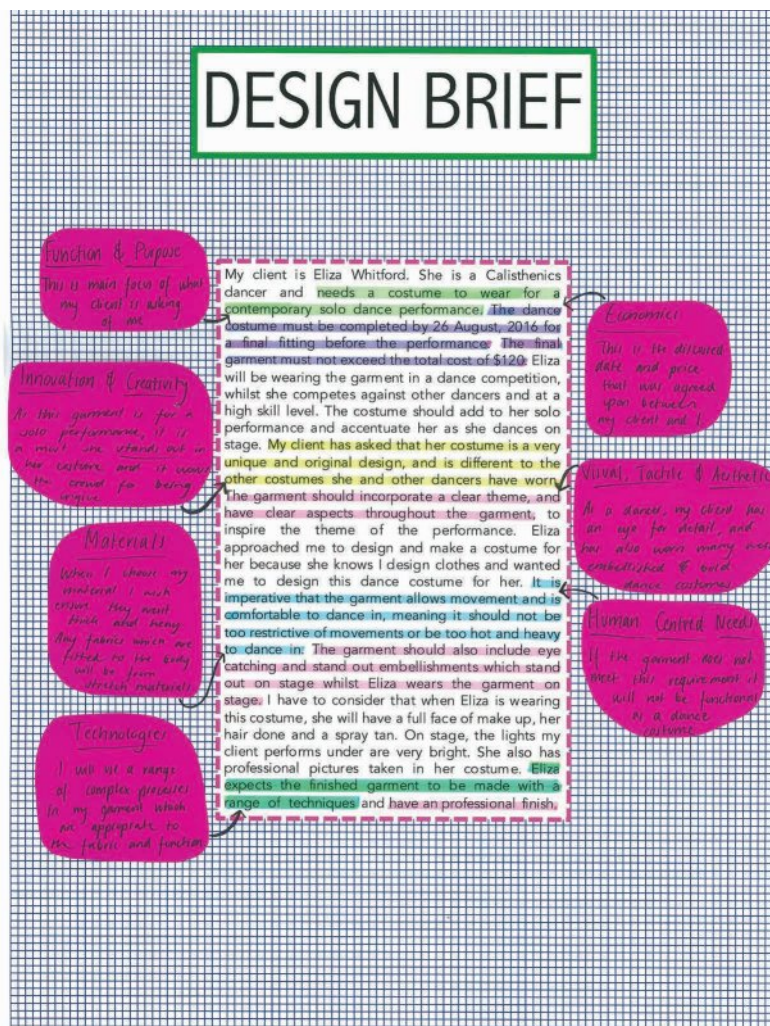 DESIGN BRIEF
Function & Purpose
This is main focus of what
my client is asking
of me
Innovation & Creativity
As this garment is for a
solo performance, it is
a must she stands out in
her costume and it wows
the crowd for being
Materials
When I choose my
material I must
ensure they arent
thick and heavy.
Any fabrics which are
fitted to the body
will be from
stretch materials
Technologies
I will use a range
of complex processes
in my garment which
are appropriate to
the fabric and function
My client is Eliza Whitford. She is a Calisthenics
dancer and needs a costume to wear for a
contemporary solo dance performance. The dance
costume must be completed by 26 August, 2016 for
a final fitting before the performance. The final
garment must not exceed the total cost of $120. Eliza
will be wearing the garment in a dance competition,
whilst she competes against other dancers and at a
high skill level. The costume should add to her solo
performance and accentuate her as she dances on
stage. My client has asked that her costume is a very
unique and original design, and is different to the
other costumes she and other dancers have worn.
The garment should incorporate a clear theme, and
have clear aspects throughout the garment, to
inspire the theme of the performance. Eliza
approached me to design and make a costume for
her because she knows I design clothes and wanted
me to design this dance costume for her. It is
imperative that the garment allows movement and is
comfortable to dance in, meaning it should not be
too restrictive of movements or be too hot and heavy
to dance in. The garment should also include eye
catching and stand out embellishments which stand
out on stage whilst Eliza wears the garment on
stage. I have to consider that when Eliza is wearing
this costume, she will have a full face of make up, her
hair done and a spray tan. On stage, the lights my
client performs under are very bright. She also has
professional pictures taken in her costume. Eliza
expects the finished garment to be made with a
range of techniques and have an professional finish.
Economics
This is the discussed
date and price
that was agreed
upon between
my client and I.
Visual, Tactile & Aesthetic
As a dancer, my client has
an eye for detail, and
has also worn many
embellished & bold
dance costumes
Human Centred Needs
If the garment does not
meet this requirement it
will not be functional
as a dance
costume